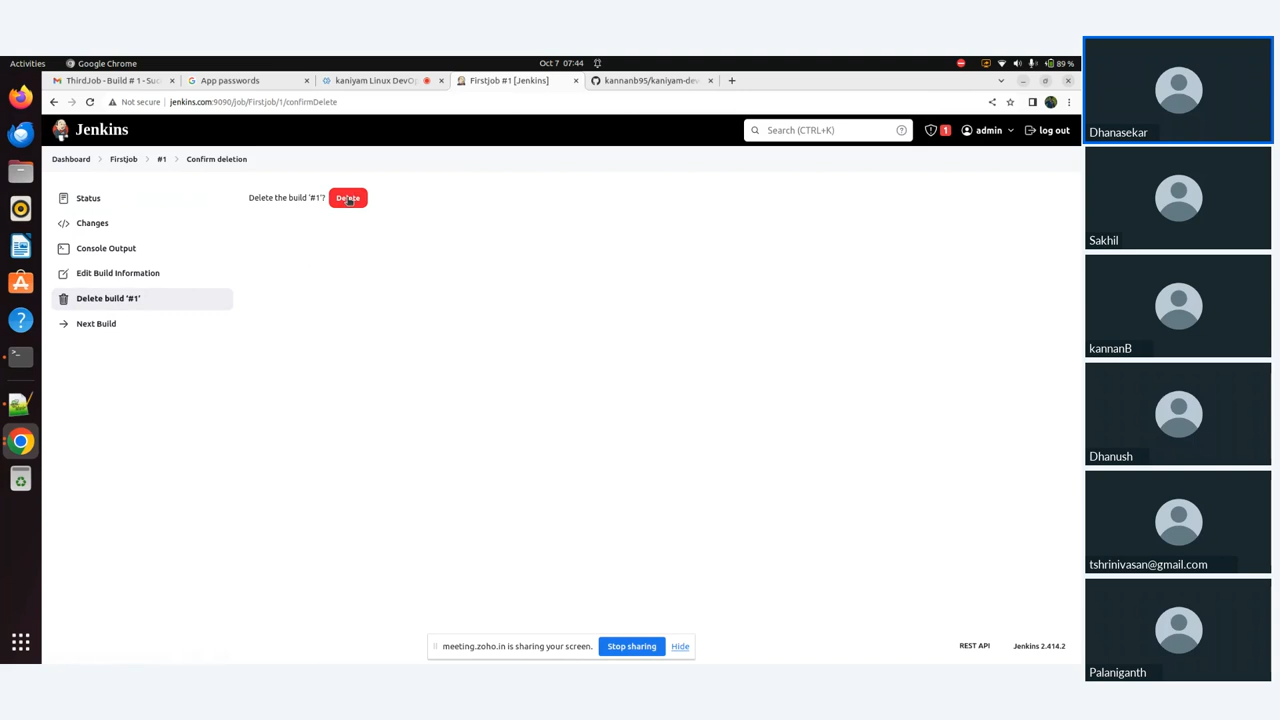 Activities
Google Chrome
Oct 7 07:44
89 %
ThirdJob - Build # 1 - Suc
App passwords
kaniyam Linux DevOp
Firstjob #1 [Jenkins]
kannanb95/kaniyam-dev
Not secure
jenkins.com:9090/job/Firstjob/1/confirmDelete
Jenkins
Search (CTRL+K)
1
admin
log out
Dashboard
Firstjob
#1
Confirm deletion
Status
Changes
Console Output
Edit Build Information
Delete build '#1'
Next Build
Delete the build '#1'?
Delete
meeting.zoho.in is sharing your screen.
Stop sharing
Hide
REST API
Jenkins 2.414.2
Dhanasekar
Sakhil
kannanB
Dhanush
tshrinivasan@gmail.com
Palaniganth